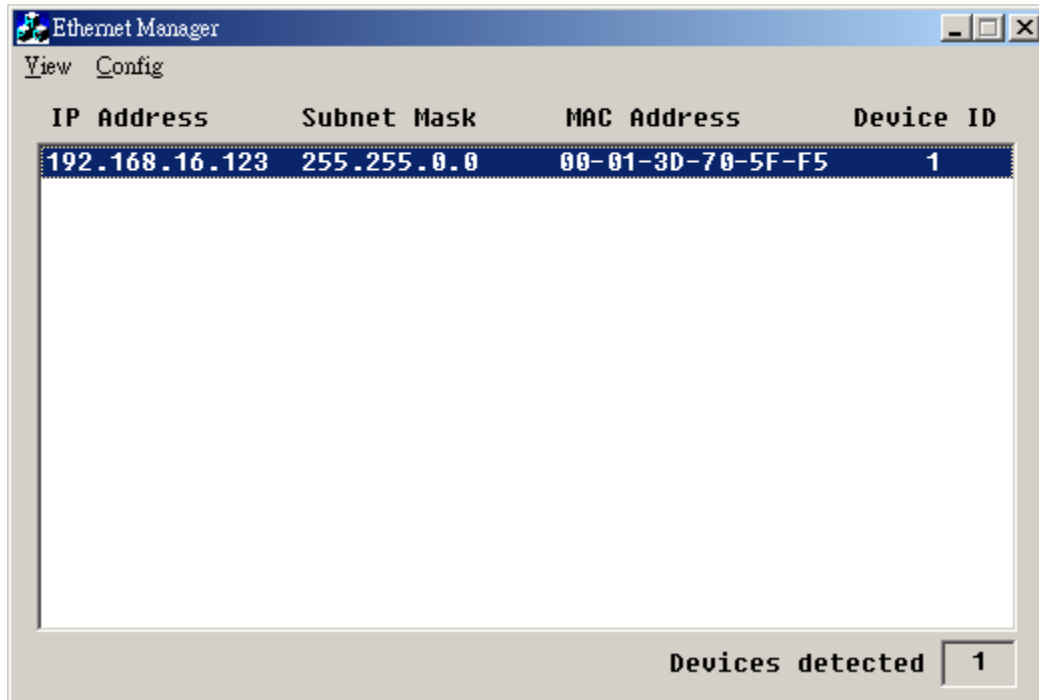 Ethernet Manager
View Config
IP Address Subnet Mask MAC Address Device ID
192.168.16.123 255.255.0.0 00-01-3D-70-5F-F5 1
Devices detected 1